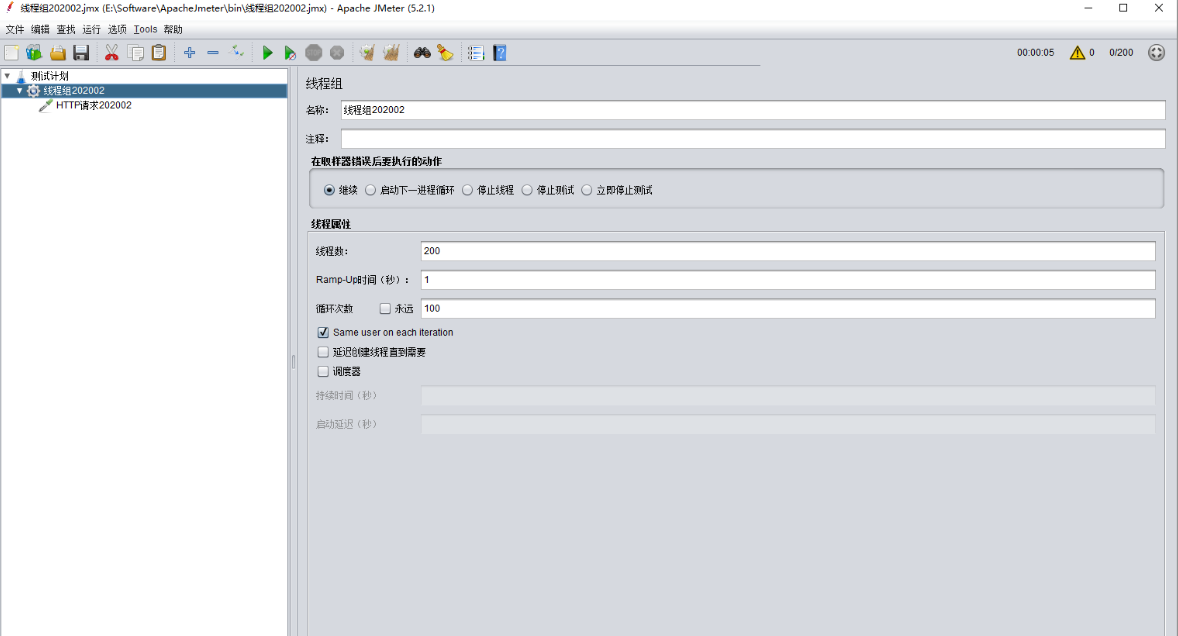 线程组202002.jmx (E:\Software\ApacheJmeter\bin\线程组202002.jmx) - Apache JMeter (5.2.1)
文件 编辑 查找 运行 选项 Tools 帮助
00:00:05 0 0/200
测试计划
线程组202002
HTTP请求202002
线程组
名称: 线程组202002
注释:
在取样器错误后要执行的动作
继续 启动下一进程循环 停止线程 停止测试 立即停止测试
线程属性
线程数: 200
Ramp-Up时间（秒）: 1
循环次数 永远 100
Same user on each iteration
延迟创建线程直到需要
调度器
持续时间（秒）
启动延迟（秒）